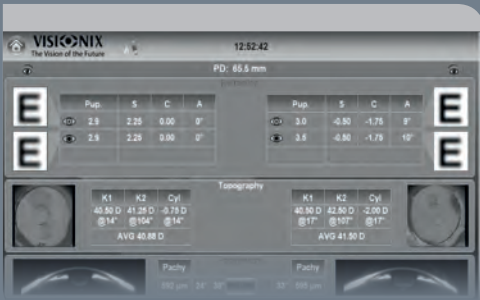 VISIONIX
The Vision of the Future
12:52:42
PD: 65.5 mm
E
Pup. S C A
2.9 2.25 0.00 0°
2.9 2.25 0.00 0°
E
E
Pup. S C A
3.0 -0.50 -1.75 9°
3.5 -0.50 -1.75 10°
E
Topography
K1 K2 Cyl
40.50 D 41.25 D -0.75 D
@14° @104° @14°
AVG 40.88 D
K1 K2 Cyl
40.50 D 42.50 D -2.00 D
@17° @107° @17°
AVG 41.50 D
Pachy
Pachy